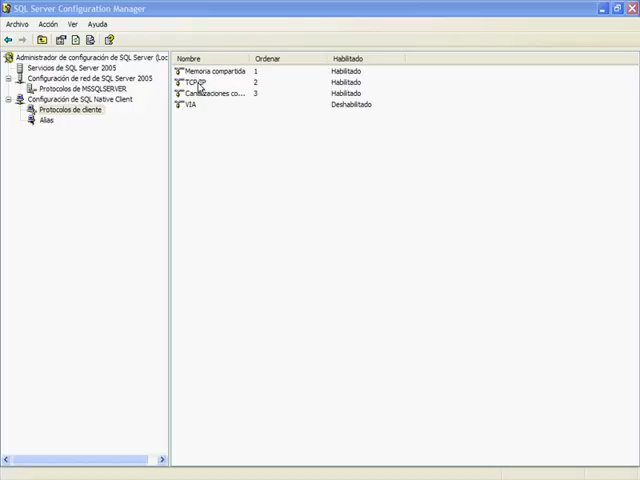 SQL Server Configuration Manager
Archivo Acción Ver Ayuda
Administrador de configuración de SQL Server (Loc
Servicios de SQL Server 2005
Configuración de red de SQL Server 2005
Protocolos de MSSQLSERVER
Configuración de SQL Native Client
Protocolos de cliente
Alias
Nombre Ordenar Habilitado
Memoria compartida 1 Habilitado
TCP/IP 2 Habilitado
Canalizaciones co... 3 Habilitado
VIA Deshabilitado